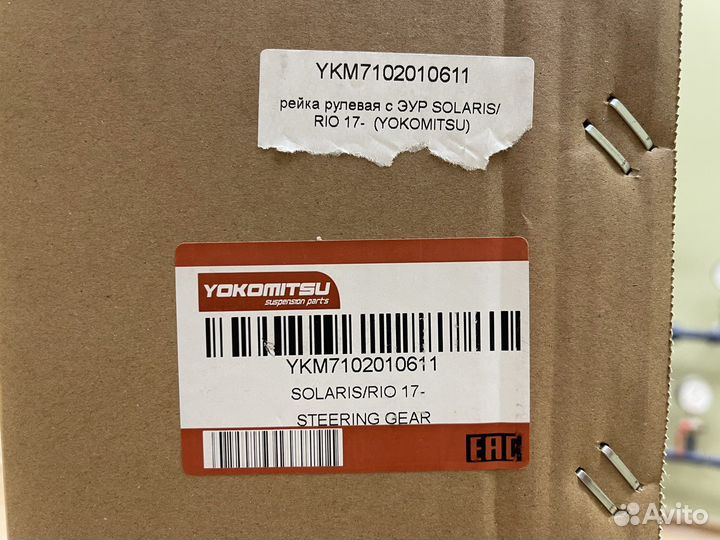 YKM7102010611
рейка рулевая с ЭУР SOLARIS/
RIO 17- (YOKOMITSU)
YOKOMITSU
suspension parts
YKM7102010611
SOLARIS/RIO 17-
STEERING GEAR
EAC
Avito